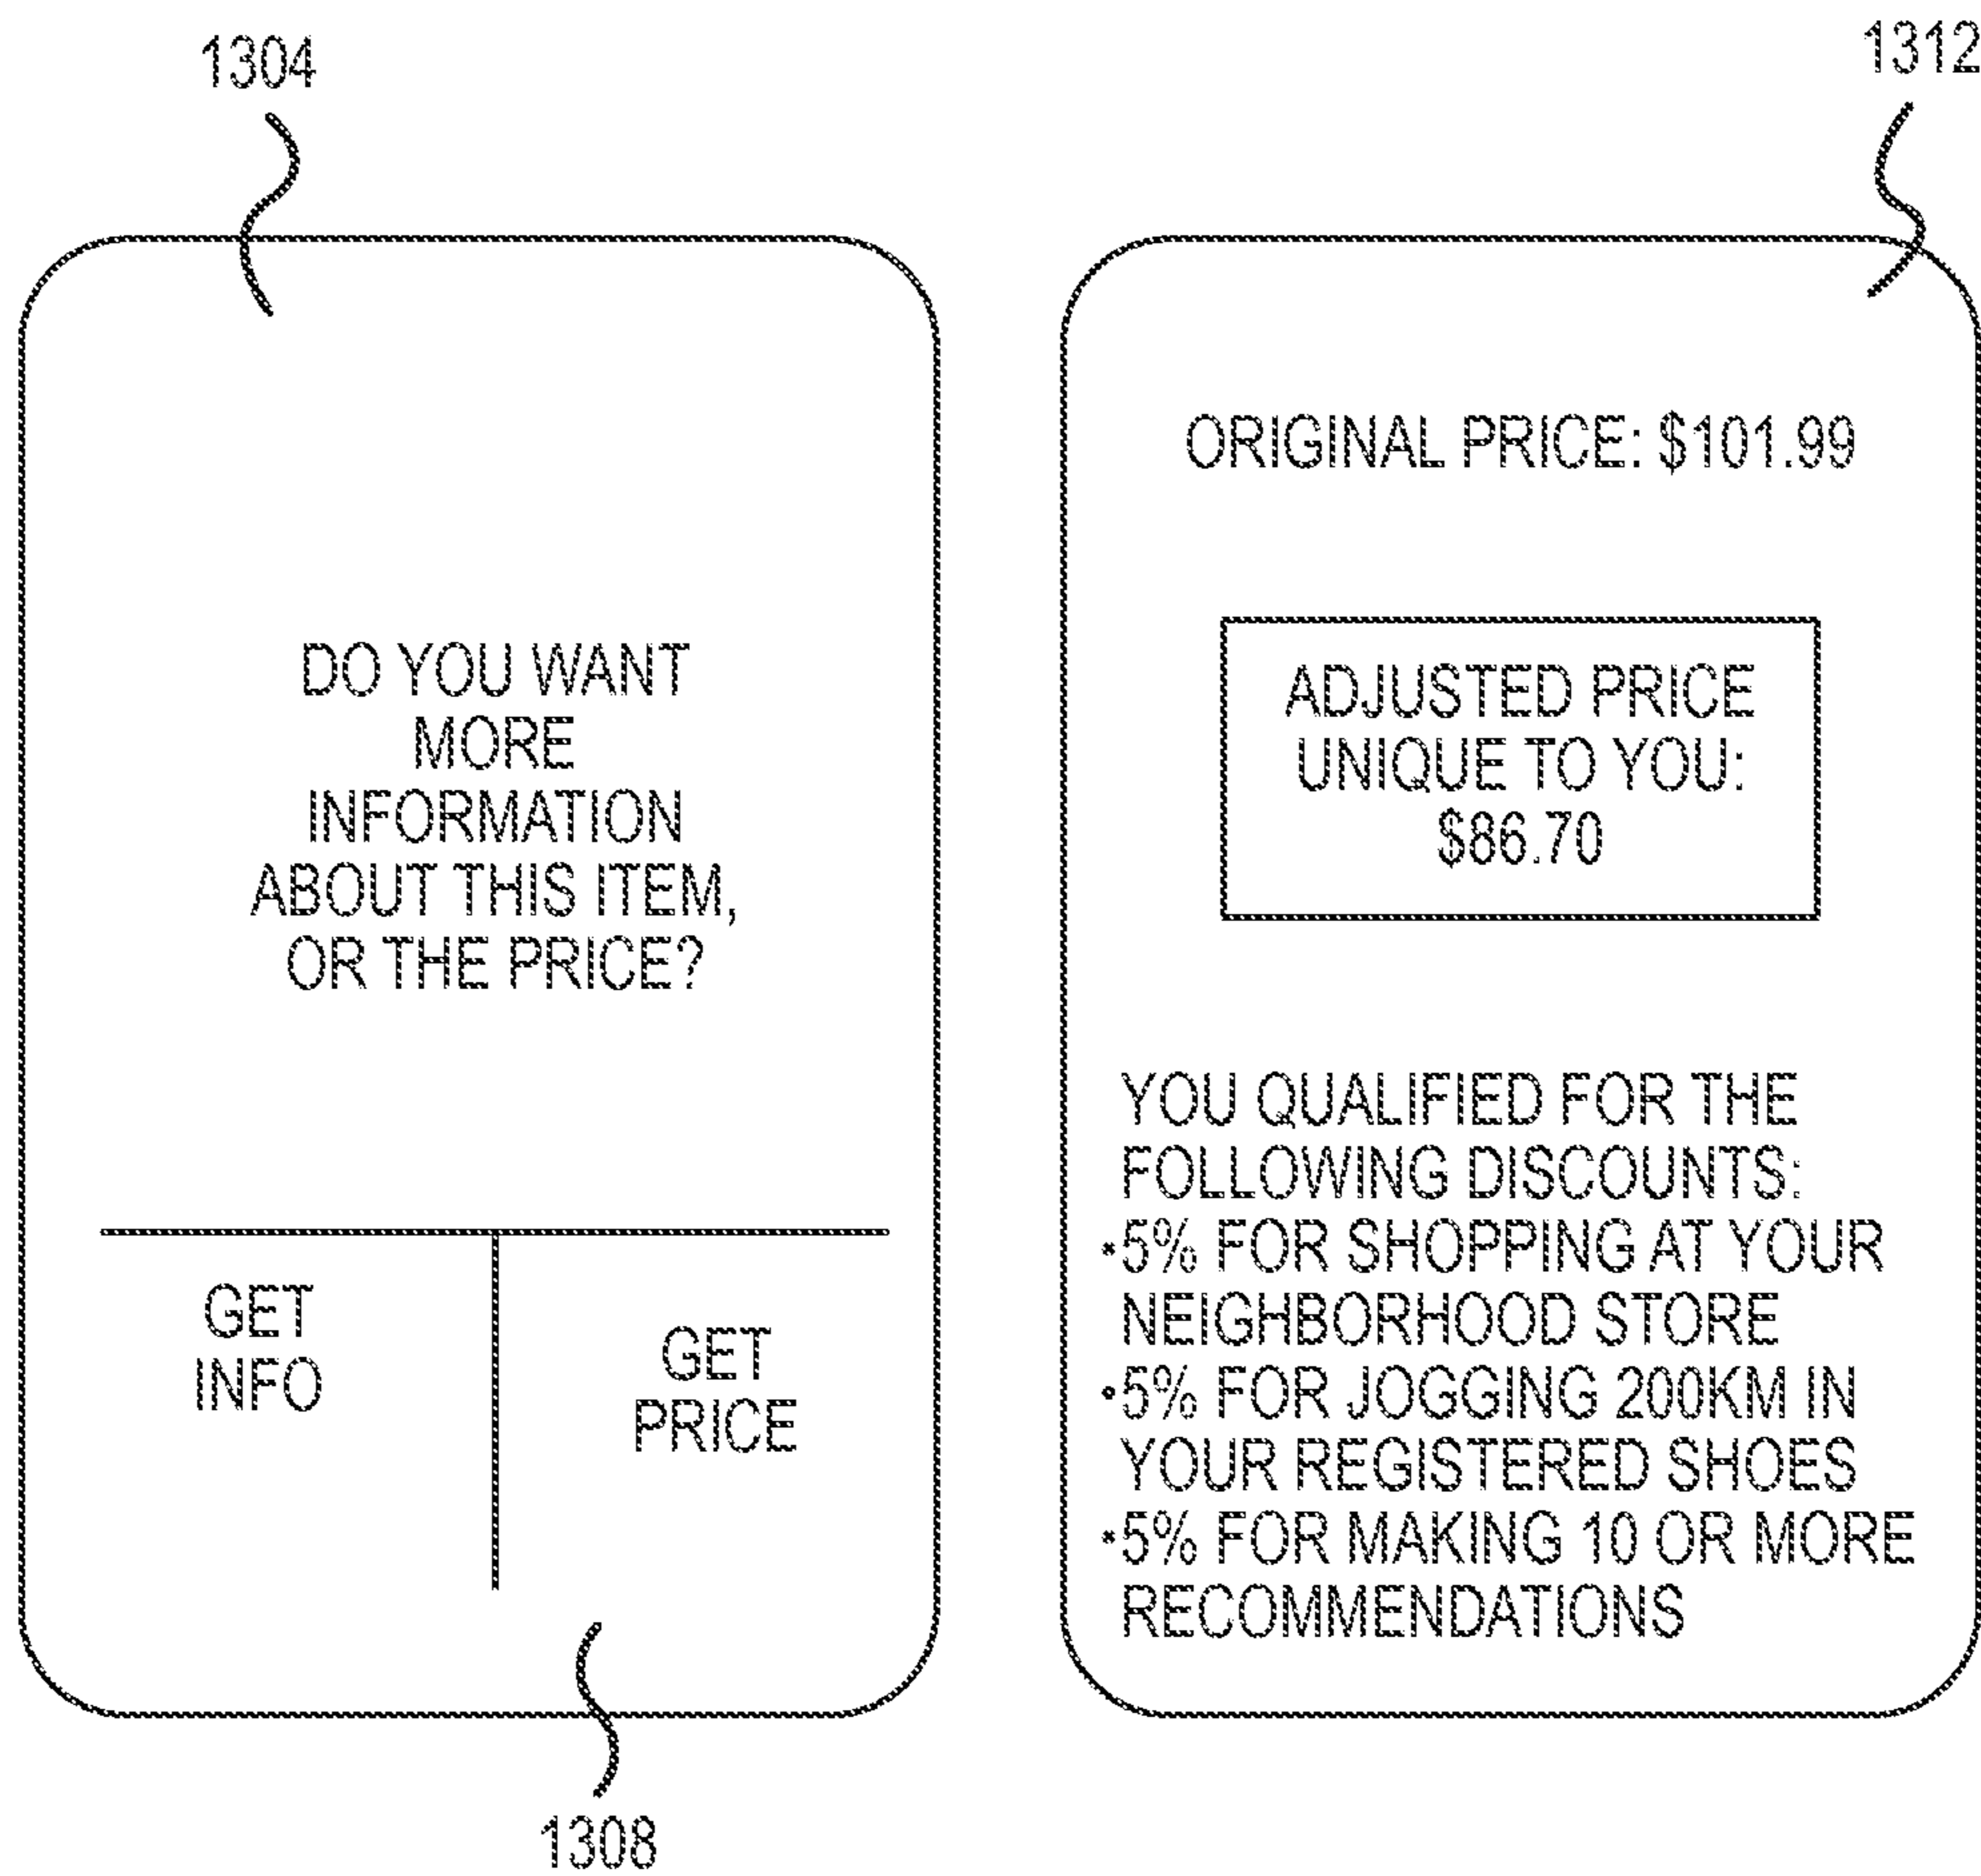 1304
DO YOU WANT
MORE
INFORMATION
ABOUT THIS ITEM,
OR THE PRICE?
GET
INFO
GET
PRICE
1308
1312
ORIGINAL PRICE: $101.99
ADJUSTED PRICE
UNIQUE TO YOU:
$86.70
YOU QUALIFIED FOR THE
FOLLOWING DISCOUNTS:
•5% FOR SHOPPING AT YOUR
NEIGHBORHOOD STORE
•5% FOR JOGGING 200KM IN
YOUR REGISTERED SHOES
•5% FOR MAKING 10 OR MORE
RECOMMENDATIONS